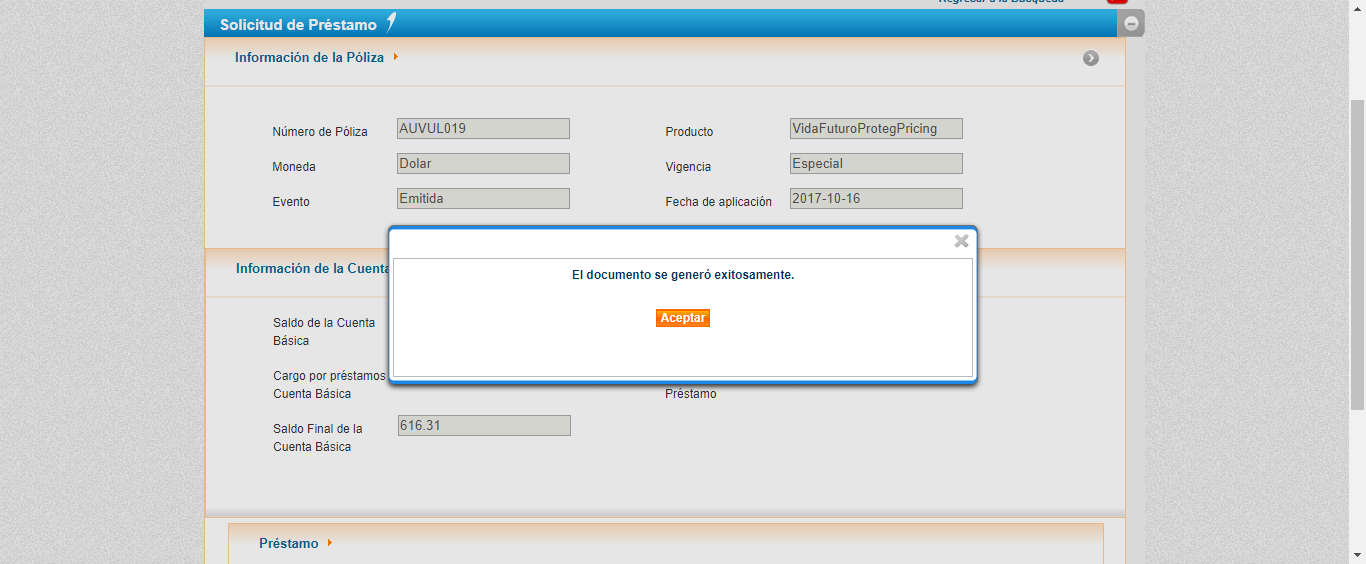 Regresar a la Búsqueda
Solicitud de Préstamo
Información de la Póliza
Número de Póliza AUVUL019 Producto VidaFuturoProtegPricing
Moneda Dolar Vigencia Especial
Evento Emitida Fecha de aplicación 2017-10-16
El documento se generó exitosamente.
Aceptar
Información de la Cuenta
Saldo de la Cuenta
Básica
Cargo por préstamos
Cuenta Básica Préstamo
Saldo Final de la 616.31
Cuenta Básica
Préstamo